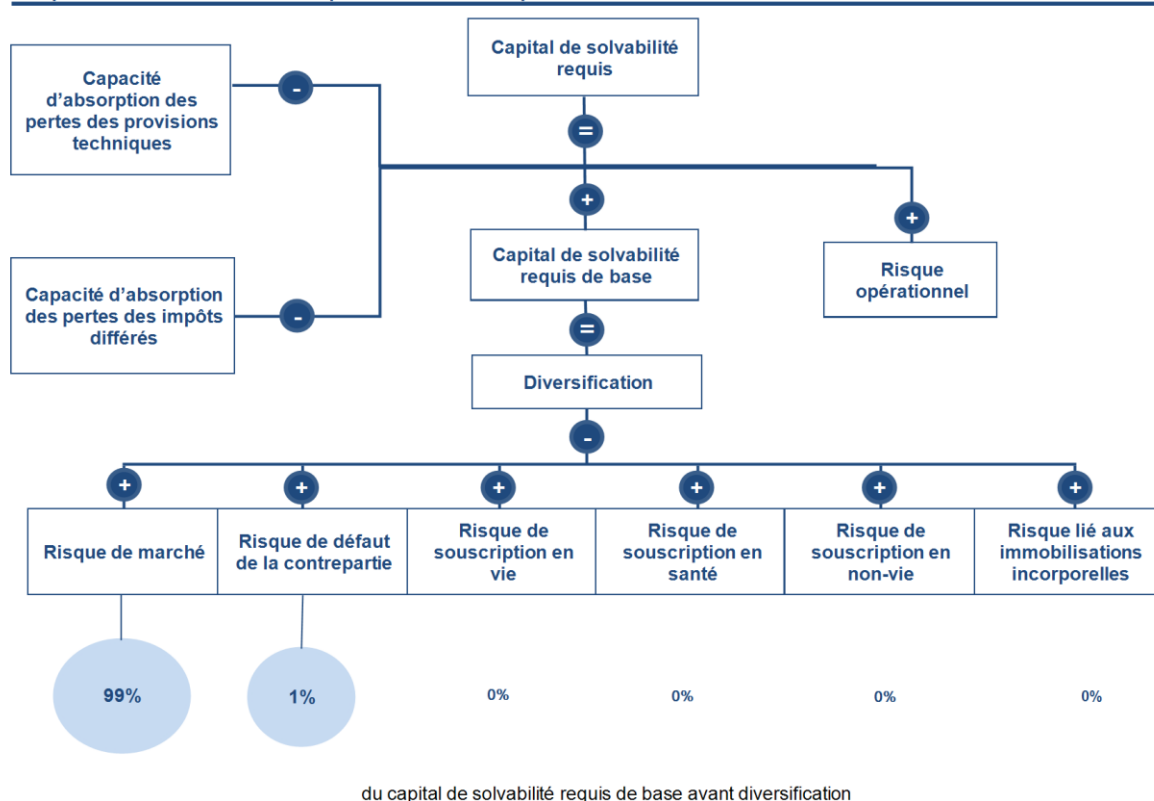 Capital de solvabilité
requis
Capacité
d'absorption des
pertes des provisions
techniques
-
=
+
+
Capital de solvabilité
requis de base
Risque
opérationnel
Capacité d'absorption
des pertes des impôts
différés
-
=
Diversification
-
+ + + + + +
Risque de marché
Risque de défaut
de la contrepartie
Risque de
souscription en
vie
Risque de
souscription en
santé
Risque de
souscription en
non-vie
Risque lié aux
immobilisations
incorporelles
99% 1% 0% 0% 0% 0%
du capital de solvabilité requis de base avant diversification